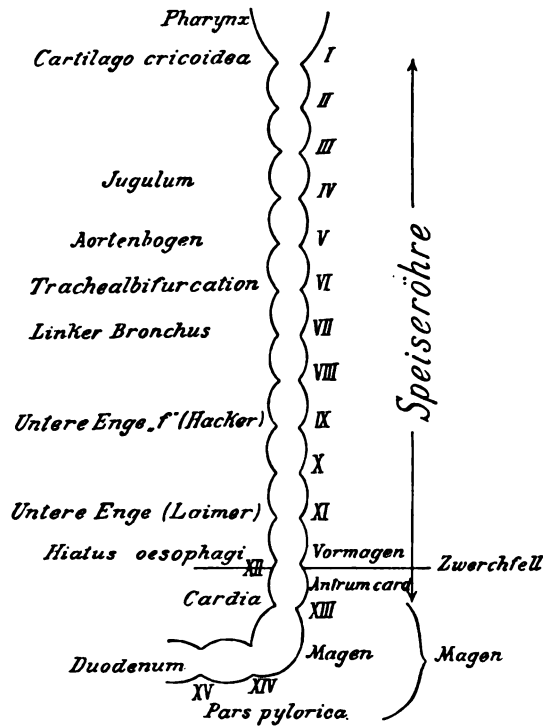 Pharynx
Cartilago cricoidea I
II
III
Jugulum IV
Aortenbogen V
Trachealbifurcation VI
Linker Bronchus VII
VIII
Untere Enge „f“ (Hacker) IX
X
Untere Enge (Laimer) XI
Hiatus oesophagi Vormagen
XII Zwerchfell
Antrum card
Cardia XIII
Duodenum Magen Magen
XV XIV
Pars pylorica.
Speiseröhre